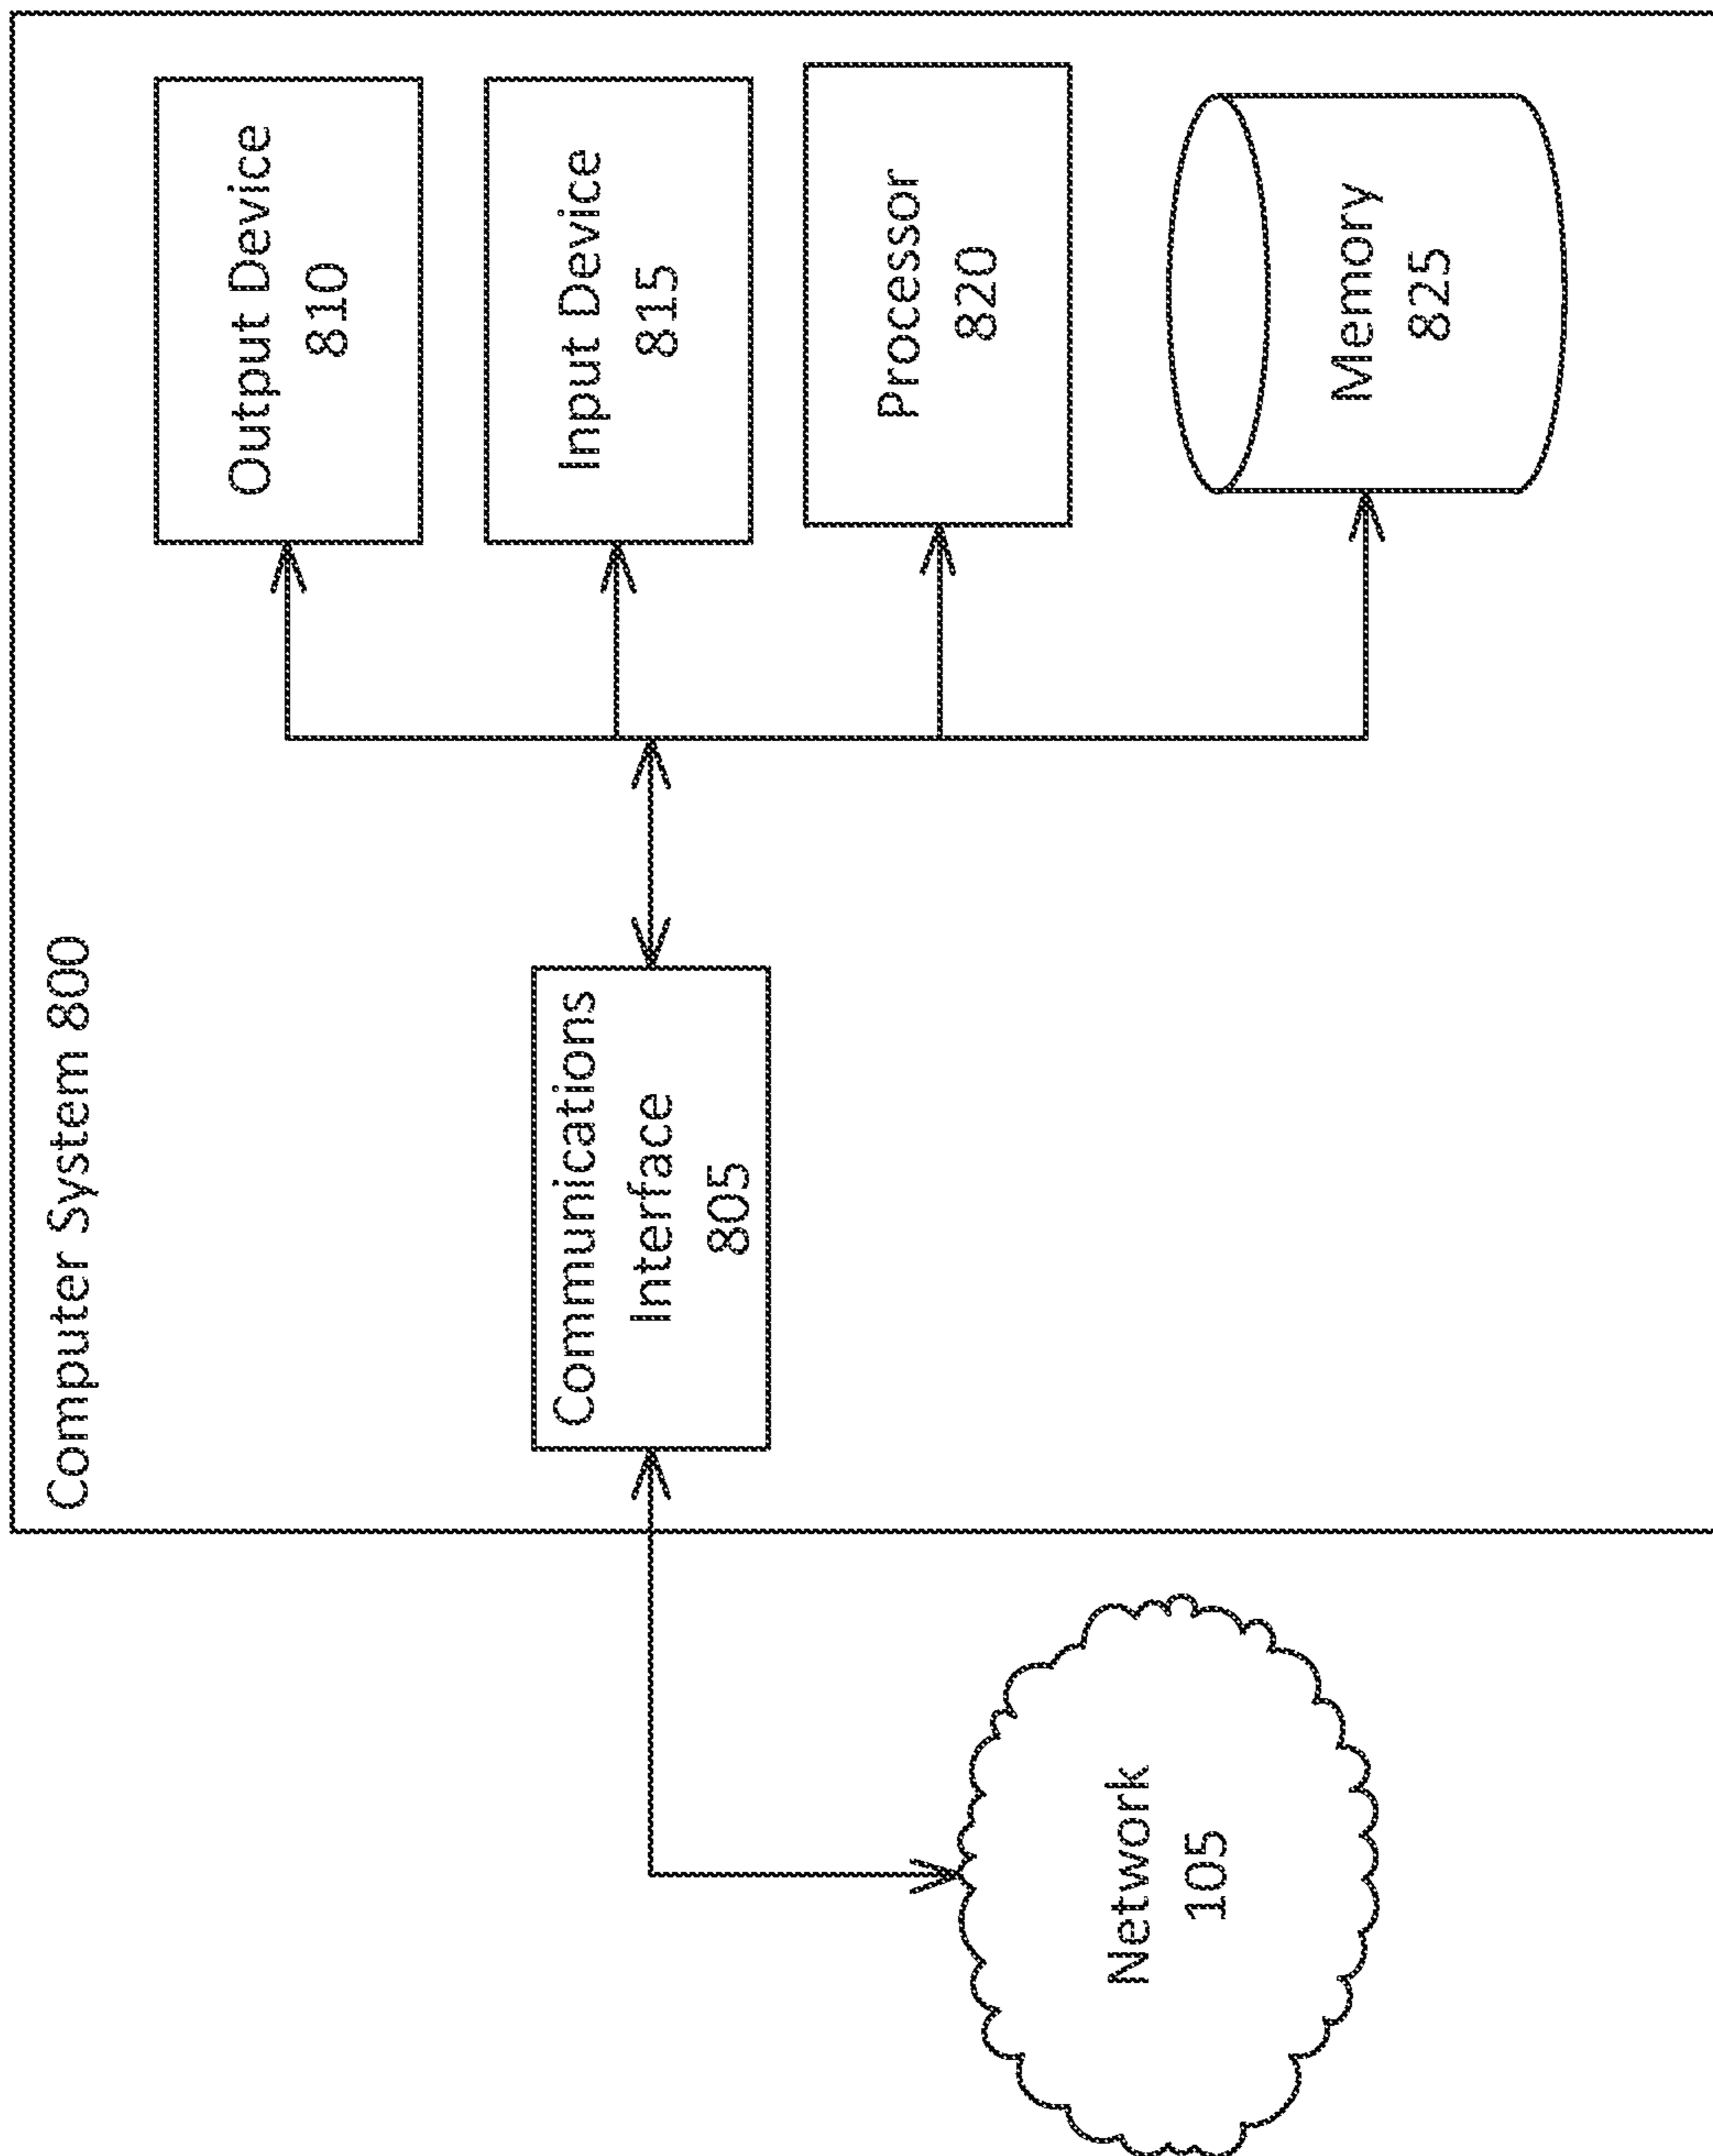 Computer System 800
Output Device
810
Input Device
815
Communications
Interface
805
Processor
820
Network
105
Memory
825